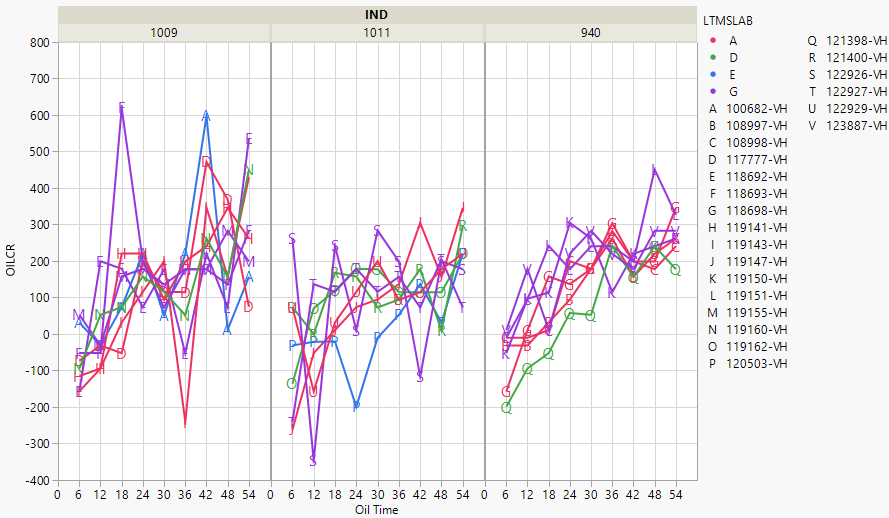 IND
1009 1011 940
OILCR
800
700
600
500
400
300
200
100
0
-100
-200
-300
-400
0 6 12 18 24 30 36 42 48 54 0 6 12 18 24 30 36 42 48 54 0 6 12 18 24 30 36 42 48 54
Oil Time
LTMSLAB
A
D
E
G
A 100682-VH
B 108997-VH
C 108998-VH
D 117777-VH
E 118692-VH
F 118693-VH
G 118698-VH
H 119141-VH
I 119143-VH
J 119147-VH
K 119150-VH
L 119151-VH
M 119155-VH
N 119160-VH
O 119162-VH
P 120503-VH
Q 121398-VH
R 121400-VH
S 122926-VH
T 122927-VH
U 122929-VH
V 123887-VH